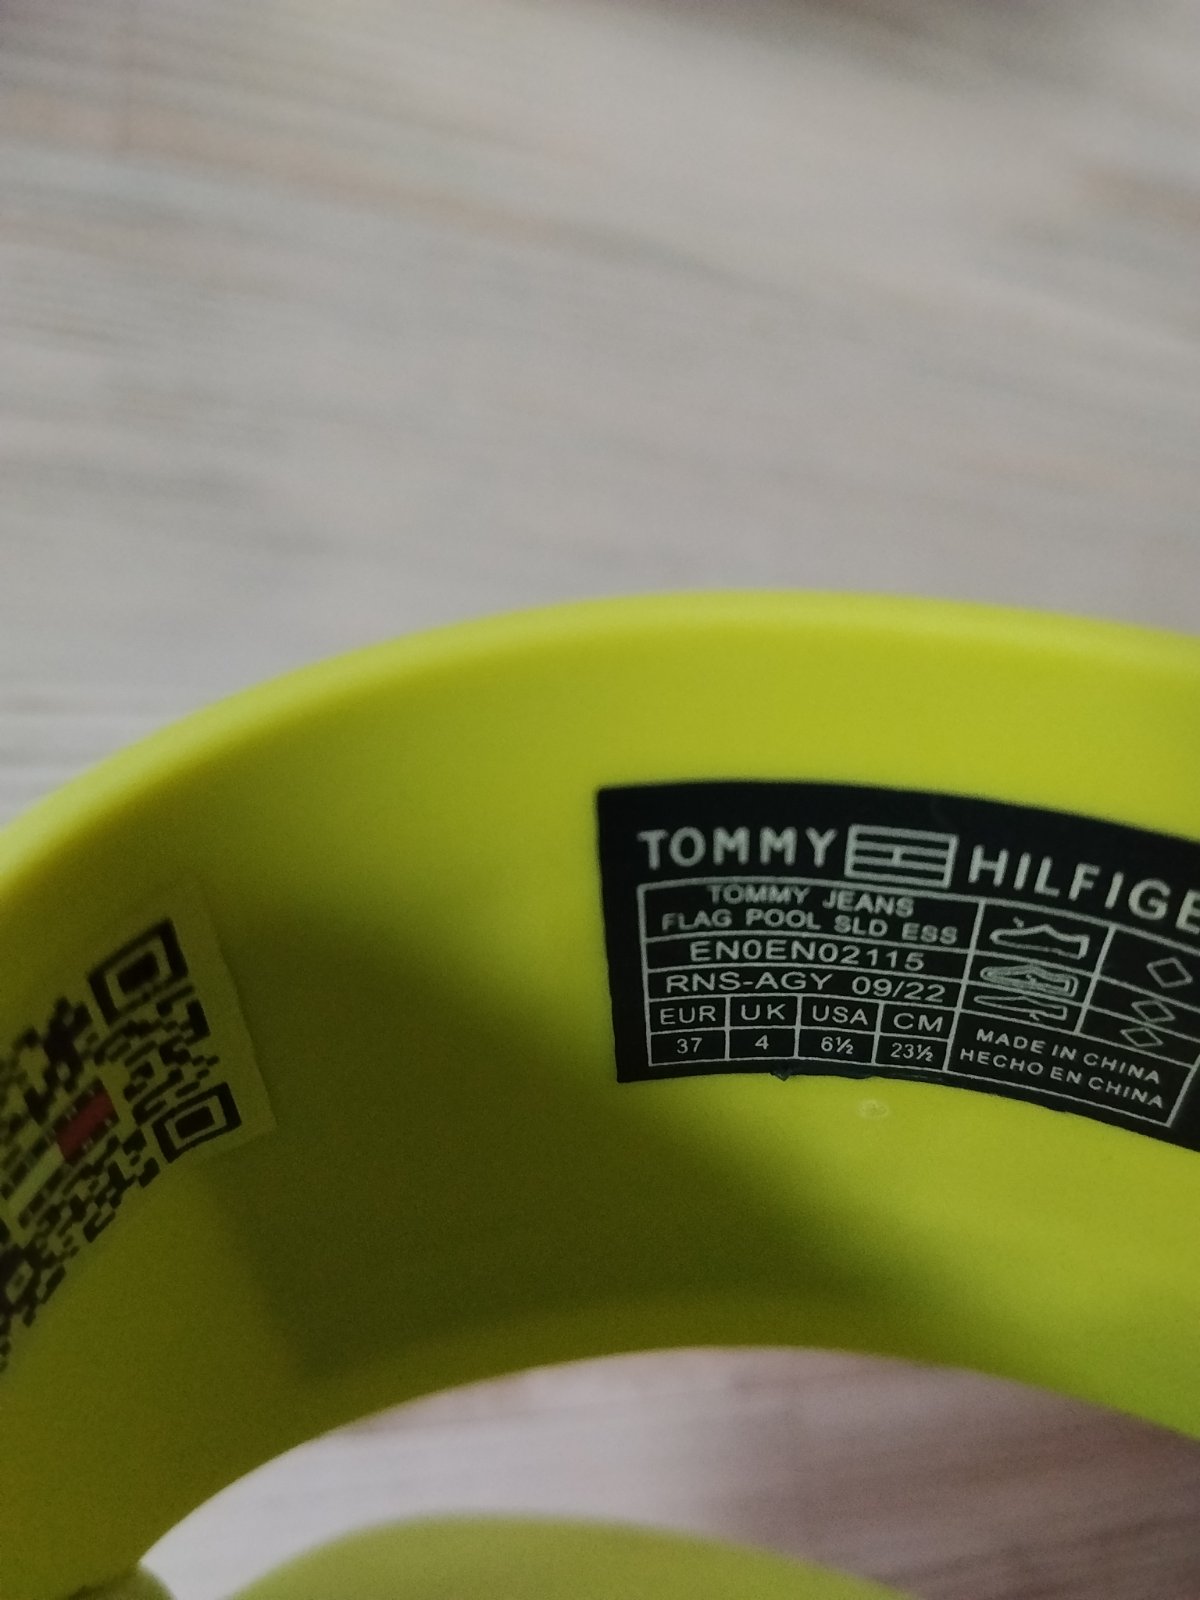 TOMMY HILFIGE
TOMMY JEANS
FLAG POOL SLD ESS
EN0EN02115
RNS-AGY 09/22
EUR UK USA CM
37 4 6½ 23½
MADE IN CHINA
HECHO EN CHINA